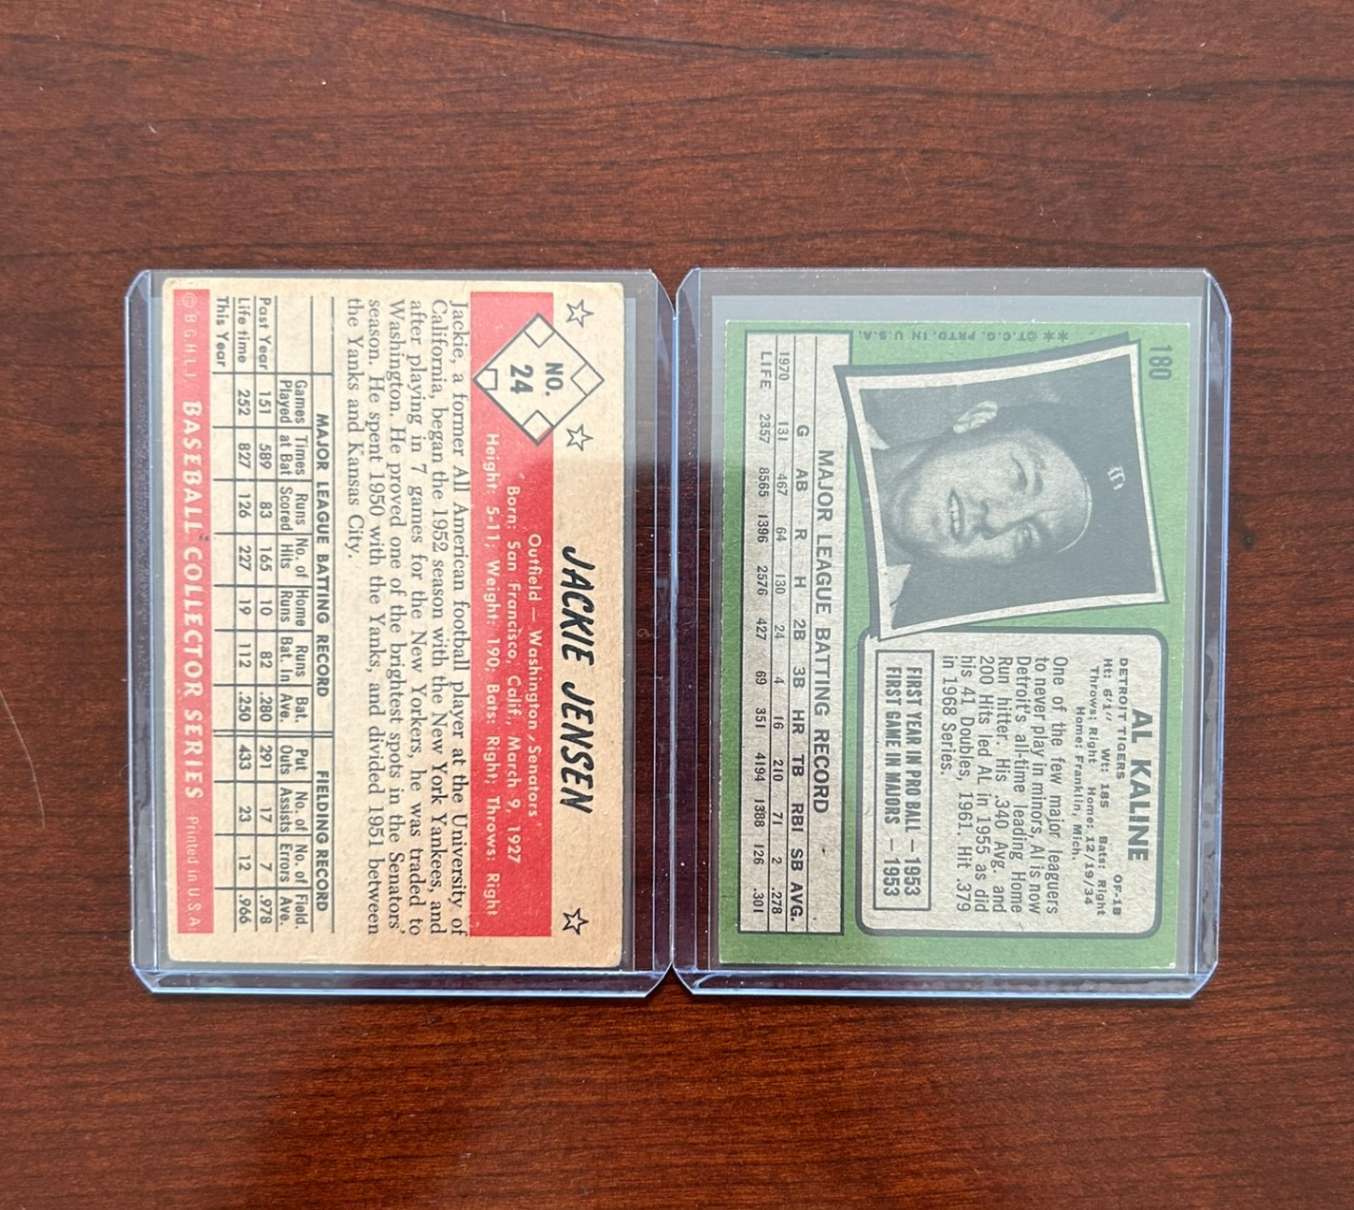 NO.
24
JACKIE JENSEN
Outfield — Washington Senators
Born: San Francisco, Calif., March 9, 1927
Height: 5-11; Weight: 190; Bats: Right; Throws: Right
Jackie, a former All American football player at the University of
California, began the 1952 season with the New York Yankees, and
after playing in 7 games for the New Yorkers, he was traded to
Washington. He proved one of the brightest spots in the Senators'
season. He spent 1950 with the Yanks, and divided 1951 between
the Yanks and Kansas City.
MAJOR LEAGUE BATTING RECORD FIELDING RECORD
Games Times Runs No. of Home Runs Bat. Put No. of No. of Field.
Played at Bat Scored Hits Runs Bat. In Ave. Outs Assists Errors Ave.
Past Year 151 589 83 165 10 82 .280 291 17 7 .978
Life time 252 827 126 227 19 112 .250 433 23 12 .966
This Year
© B.G.H.L.I. BASEBALL COLLECTOR SERIES Printed in U.S.A.
180
AL KALINE
DETROIT TIGERS OF-1B
Ht: 6'1" Wt: 185 Bats: Right
Throws: Right Home: 12/19/34
Home: Franklin, Mich.
One of the few major leaguers
to never play in minors, Al is now
Detroit's all-time leading Home
Run hitter. His .340 Avg. and
200 Hits led AL in 1955 as did
his 41 Doubles, 1961. Hit .379
in 1968 Series.
FIRST YEAR IN PRO BALL – 1953
FIRST GAME IN MAJORS – 1953
**©T.C.G. PRTD. IN U.S.A.
MAJOR LEAGUE BATTING RECORD
G AB R H 2B 3B HR TB RBI SB AVG.
1970 131 467 64 130 24 4 16 210 71 2 .278
LIFE 2357 8565 1396 2576 427 69 351 4194 1388 126 .301